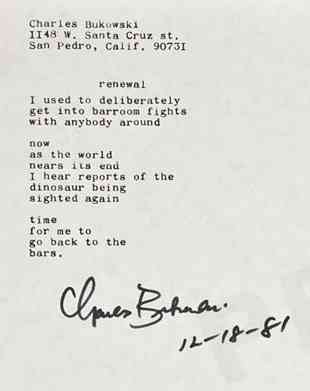 Charles Bukowski
1148 W. Santa Cruz st.
San Pedro, Calif. 90731
renewal
I used to deliberately
get into barroom fights
with anybody around
now
as the world
nears its end
I hear reports of the
dinosaur being
sighted again
time
for me to
go back to the
bars.
Charles Bukowski.
12-18-81